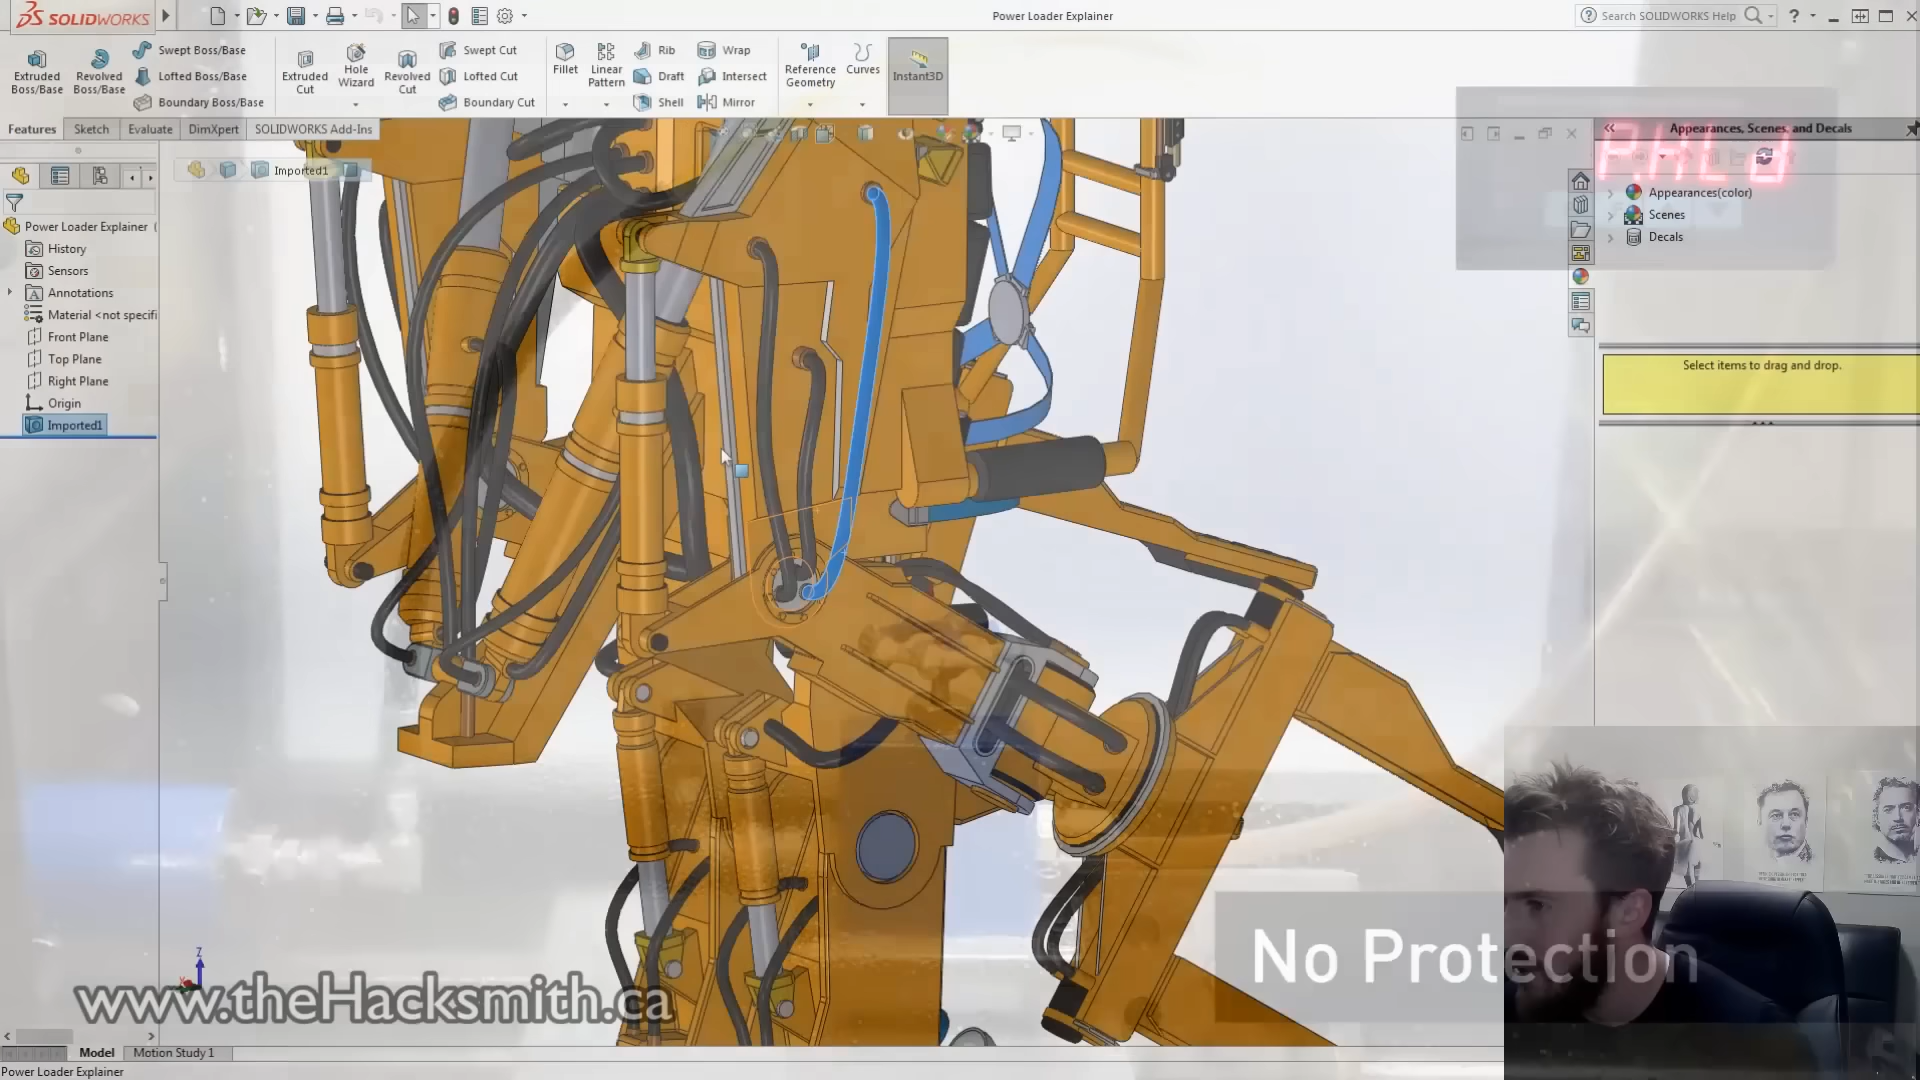 SOLIDWORKS
Power Loader Explainer
Search SOLIDWORKS Help
Extruded Boss/Base
Revolved Boss/Base
Swept Boss/Base
Lofted Boss/Base
Boundary Boss/Base
Extruded Cut
Hole Wizard
Revolved Cut
Swept Cut
Lofted Cut
Boundary Cut
Fillet
Linear Pattern
Rib
Draft
Shell
Wrap
Intersect
Mirror
Reference Geometry
Curves
Instant3D
Features
Sketch
Evaluate
DimXpert
SOLIDWORKS Add-Ins
Imported1
Appearances, Scenes, and Decals
Appearances(color)
Scenes
Decals
Select items to drag and drop.
Power Loader Explainer (
History
Sensors
Annotations
Material <not specifi
Front Plane
Top Plane
Right Plane
Origin
Imported1
Z
No Protection
www.theHacksmith.ca
Model
Motion Study 1
Power Loader Explainer